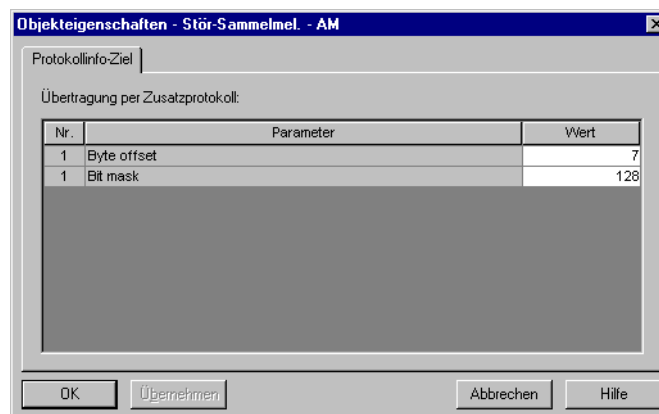 Objekteigenschaften - Stör-Sammelmel. - AM
Protokollinfo-Ziel
Übertragung per Zusatzprotokoll:
Nr. Parameter Wert
1 Byte offset 7
1 Bit mask 128
OK Übernehmen Abbrechen Hilfe